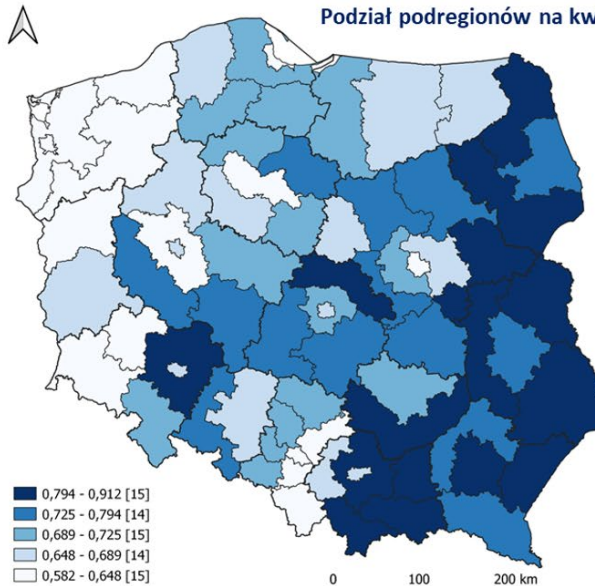 Podział podregionów na kw
0,794 - 0,912 [15]
0,725 - 0,794 [14]
0,689 - 0,725 [15]
0,648 - 0,689 [14]
0,582 - 0,648 [15]
0 100 200 km